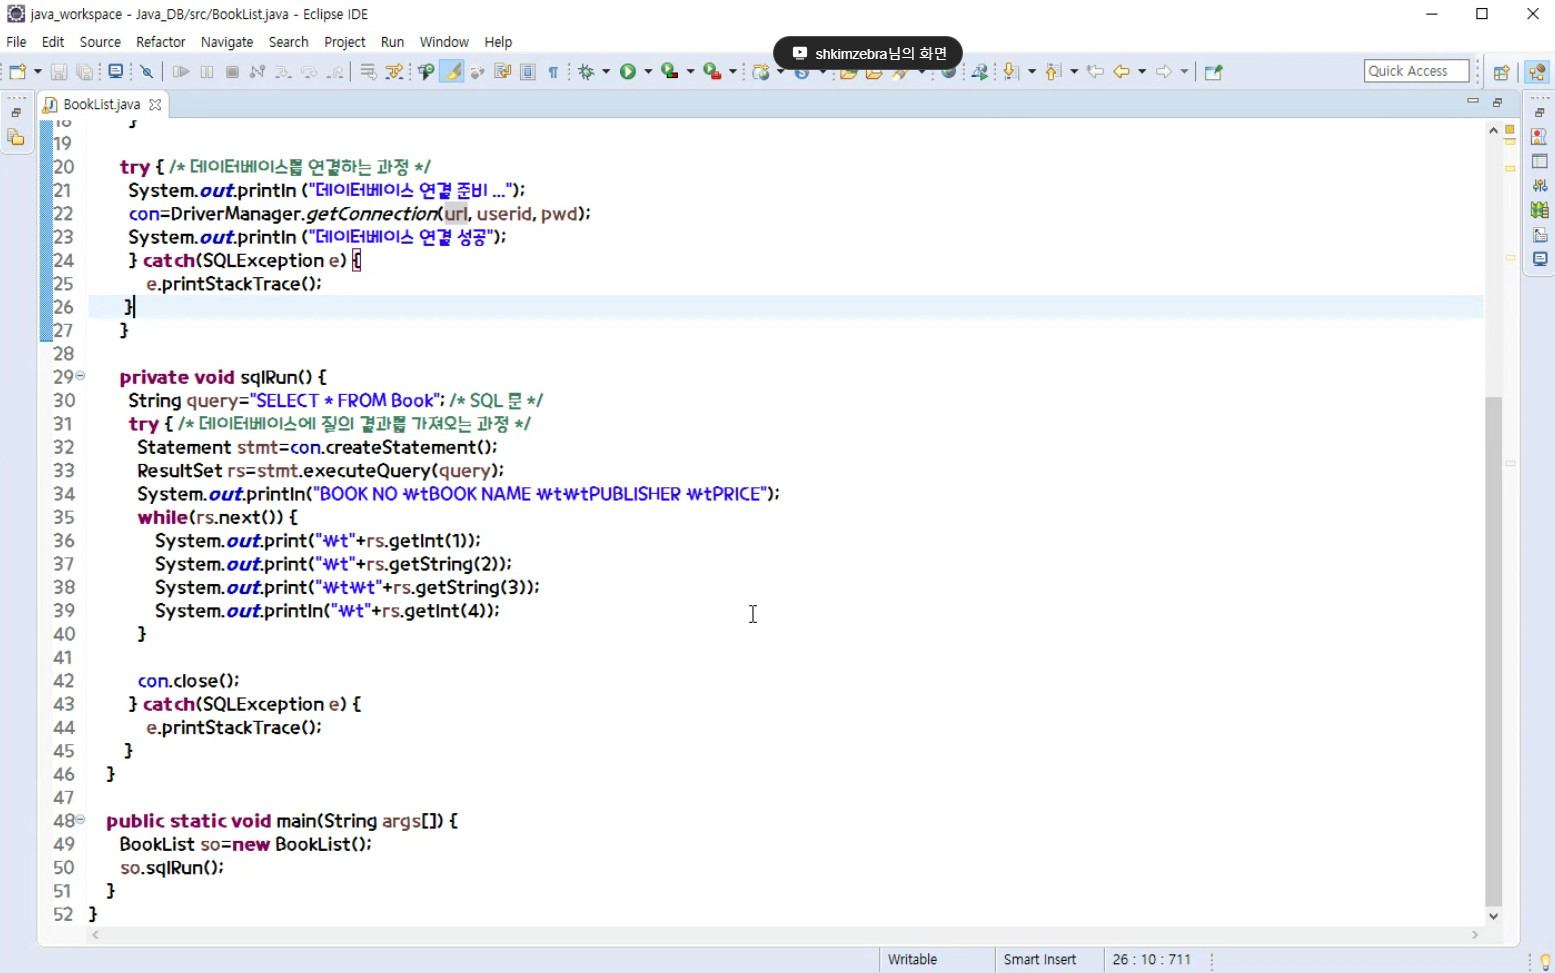 java_workspace - Java_DB/src/BookList.java - Eclipse IDE
File Edit Source Refactor Navigate Search Project Run Window Help
shkimzebra님의 화면
Quick Access
BookList.java
18 }
19
20 try { /* 데이터베이스를 연결하는 과정 */
21 System.out.println ("데이터베이스 연결 준비 ...");
22 con=DriverManager.getConnection(url, userid, pwd);
23 System.out.println ("데이터베이스 연결 성공");
24 } catch(SQLException e) {
25 e.printStackTrace();
26 }
27 }
28
29 private void sqlRun() {
30 String query="SELECT * FROM Book"; /* SQL 문 */
31 try { /* 데이터베이스에 질의 결과를 가져오는 과정 */
32 Statement stmt=con.createStatement();
33 ResultSet rs=stmt.executeQuery(query);
34 System.out.println("BOOK NO ₩tBOOK NAME ₩t₩tPUBLISHER ₩tPRICE");
35 while(rs.next()) {
36 System.out.print("₩t"+rs.getInt(1));
37 System.out.print("₩t"+rs.getString(2));
38 System.out.print("₩t₩t"+rs.getString(3));
39 System.out.println("₩t"+rs.getInt(4));
40 }
41
42 con.close();
43 } catch(SQLException e) {
44 e.printStackTrace();
45 }
46 }
47
48 public static void main(String args[]) {
49 BookList so=new BookList();
50 so.sqlRun();
51 }
52 }
Writable Smart Insert 26 : 10 : 711